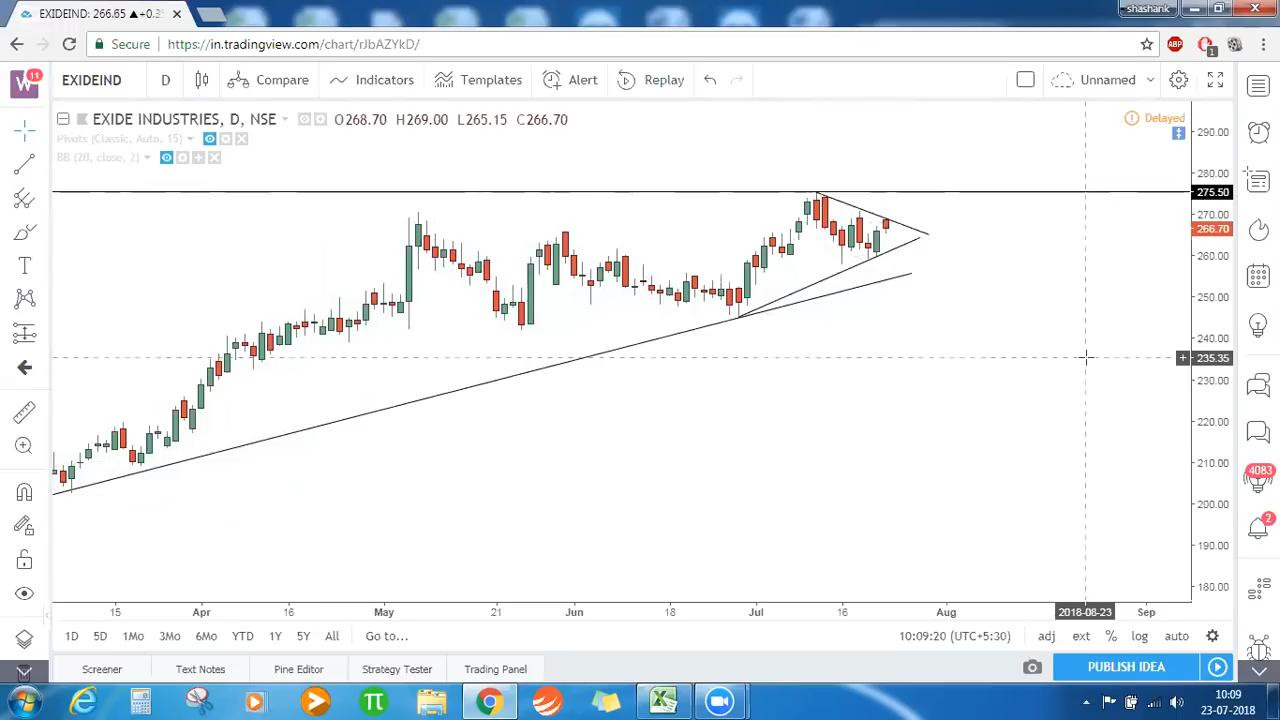 EXIDEIND: 266.65 ▲+0.3
shashank
Secure
https://in.tradingview.com/chart/rJbAZYkD/
ABP
1
11
W
EXIDEIND
D
Compare
Indicators
Templates
Alert
Replay
Unnamed
EXIDE INDUSTRIES, D, NSE
O268.70 H269.00 L265.15 C266.70
Delayed
Pivots (Classic, Auto, 15)
BB (20, close, 2)
290.00
280.00
275.50
270.00
266.70
260.00
250.00
240.00
235.35
230.00
220.00
210.00
200.00
190.00
180.00
4083
2
15
Apr
16
May
21
Jun
18
Jul
16
Aug
2018-08-23
Sep
1D 5D 1Mo 3Mo 6Mo YTD 1Y 5Y All Go to...
10:09:20 (UTC+5:30) adj ext % log auto
Screener Text Notes Pine Editor Strategy Tester Trading Panel
PUBLISH IDEA
10:09
23-07-2018